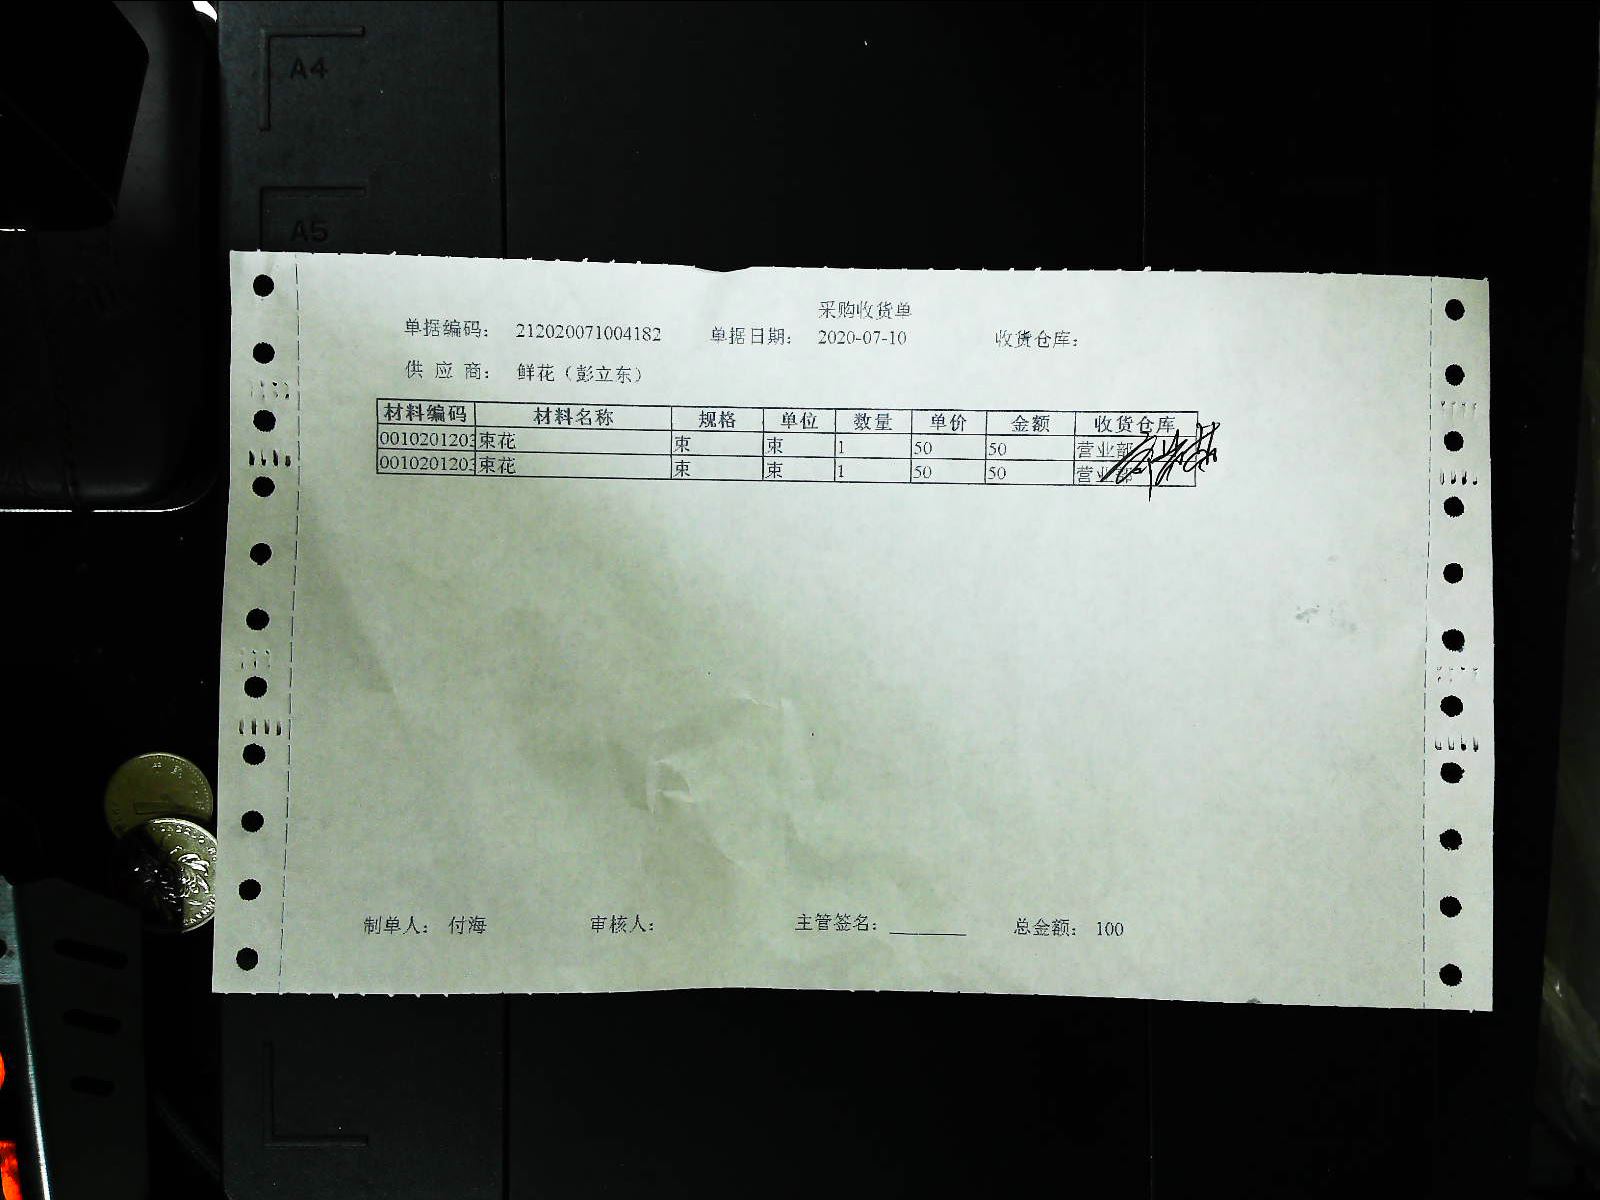 A4
A5
采购收货单
单据编码： 212020071004182 单据日期： 2020-07-10 收货仓库：
供 应 商： 鲜花（彭立东）
材料编码 材料名称 规格 单位 数量 单价 金额 收货仓库
0010201203 束花 束 束 1 50 50 营业部
0010201203 束花 束 束 1 50 50 营业部
制单人： 付海 审核人： 主管签名： ________ 总金额： 100